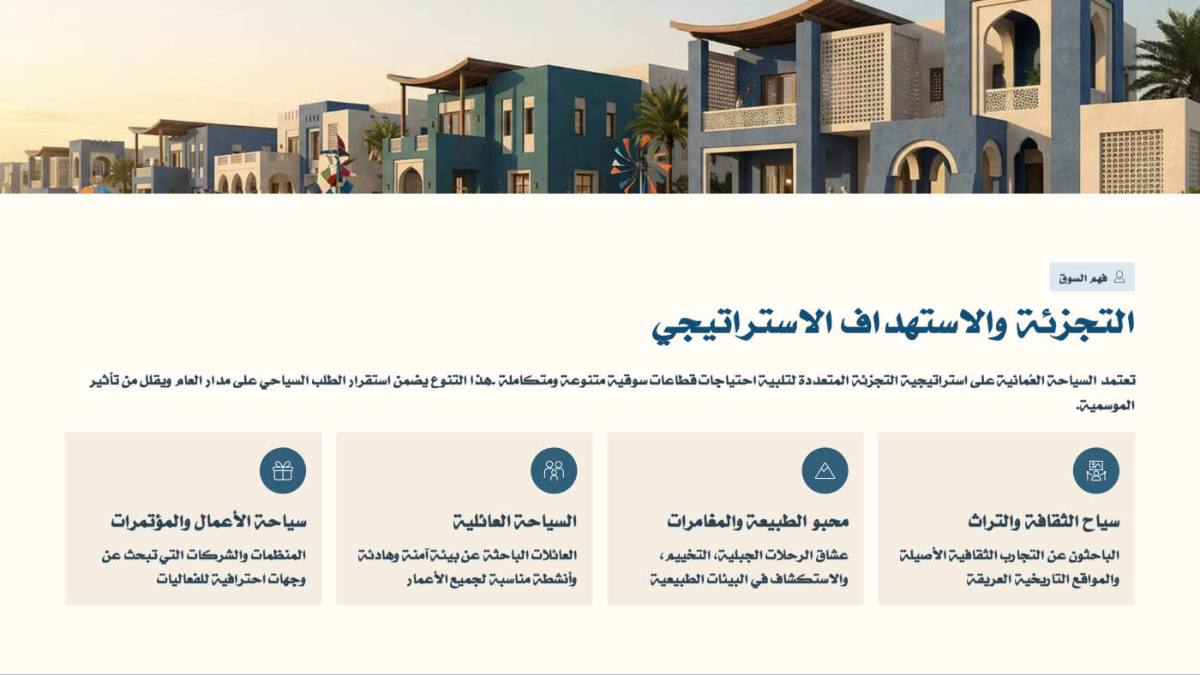 فهم السوق
التجزئة والاستهداف الاستراتيجي
تعتمد السياحة العُمانية على استراتيجية التجزئة المتعددة لتلبية احتياجات قطاعات سوقية متنوعة ومتكاملة .هذا التنوع يضمن استقرار الطلب السياحي على مدار العام ويقلل من تأثير
الموسمية.
سياح الثقافة والتراث
الباحثون عن التجارب الثقافية الأصيلة
والمواقع التاريخية العريقة
محبو الطبيعة والمغامرات
عشاق الرحلات الجبلية، التخييم،
والاستكشاف في البيئات الطبيعية
السياحة العائلية
العائلات الباحثة عن بيئة آمنة وهادئة
وأنشطة مناسبة لجميع الأعمار
سياحة الأعمال والمؤتمرات
المنظمات والشركات التي تبحث عن
وجهات احترافية للفعاليات